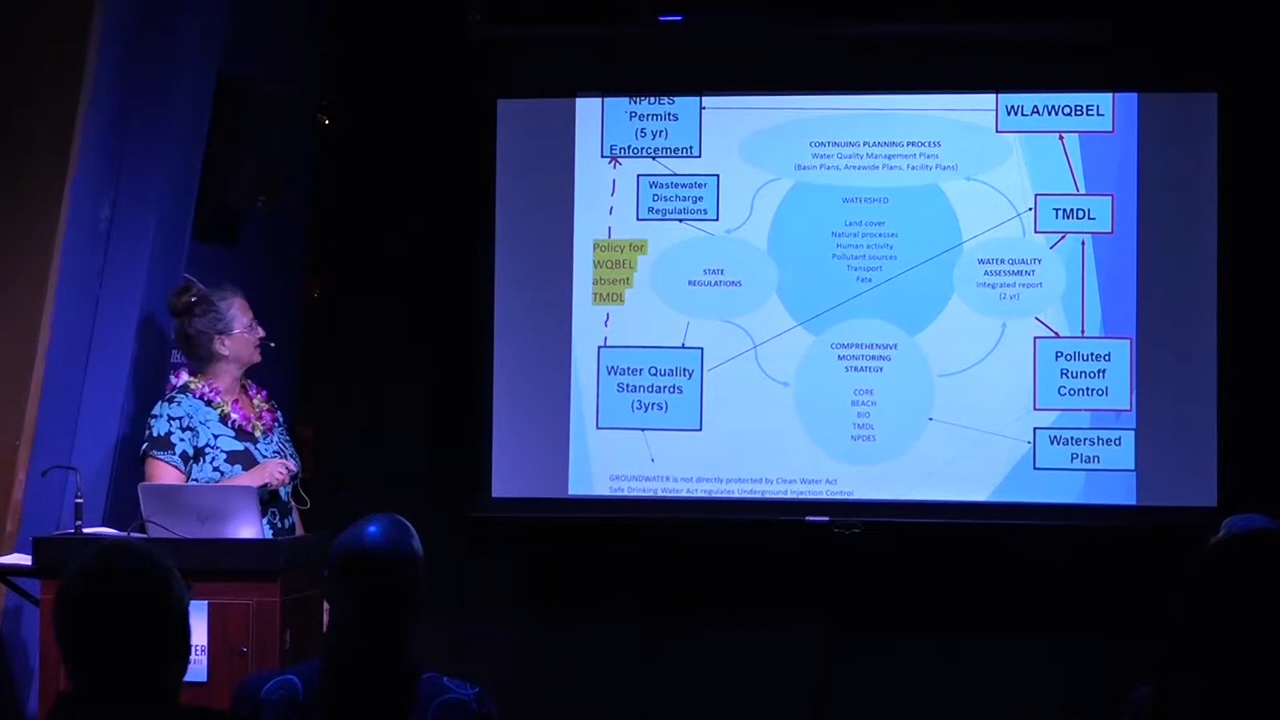 NPDES
Permits
(5 yr)
Enforcement
WLA/WQBEL
CONTINUING PLANNING PROCESS
Water Quality Management Plans
(Basin Plans, Areawide Plans, Facility Plans)
Wastewater
Discharge
Regulations
WATERSHED
Land cover
Natural processes
Human activity
Pollutant sources
Transport
Fate
TMDL
Policy for
WQBEL
absent
TMDL
STATE
REGULATIONS
WATER QUALITY
ASSESSMENT
Integrated report
(2 yr)
Water Quality
Standards
(3yrs)
COMPREHENSIVE
MONITORING
STRATEGY
CORE
BEACH
BIO
TMDL
NPDES
Polluted
Runoff
Control
Watershed
Plan
GROUNDWATER is not directly protected by Clean Water Act
Safe Drinking Water Act regulates Underground Injection Control